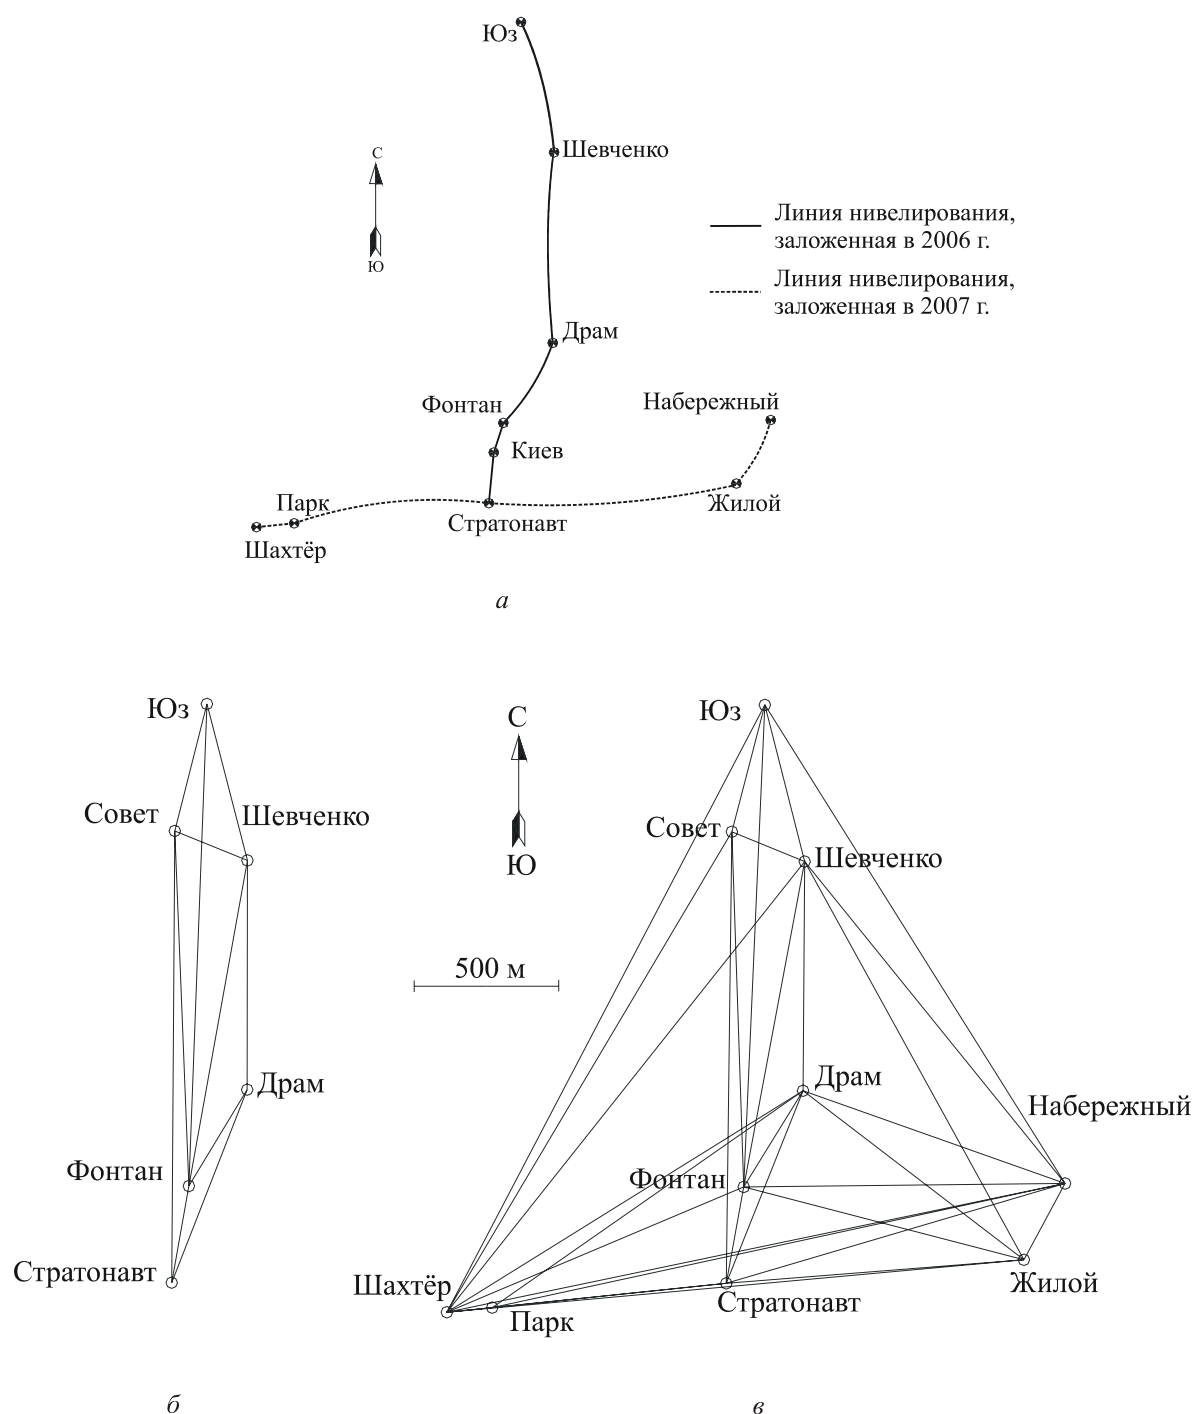 Юз
Шевченко
С
Ю
Линия нивелирования,
заложенная в 2006 г.
Линия нивелирования,
заложенная в 2007 г.
Драм
Фонтан
Набережный
Киев
Парк
Жилой
Стратонавт
Шахтёр
а
Юз
С
Юз
Совет
Шевченко
Совет
Ю
Шевченко
500 м
Драм
Драм
Набережный
Фонтан
Фонтан
Стратонавт
Шахтёр
Жилой
Стратонавт
Парк
б
в